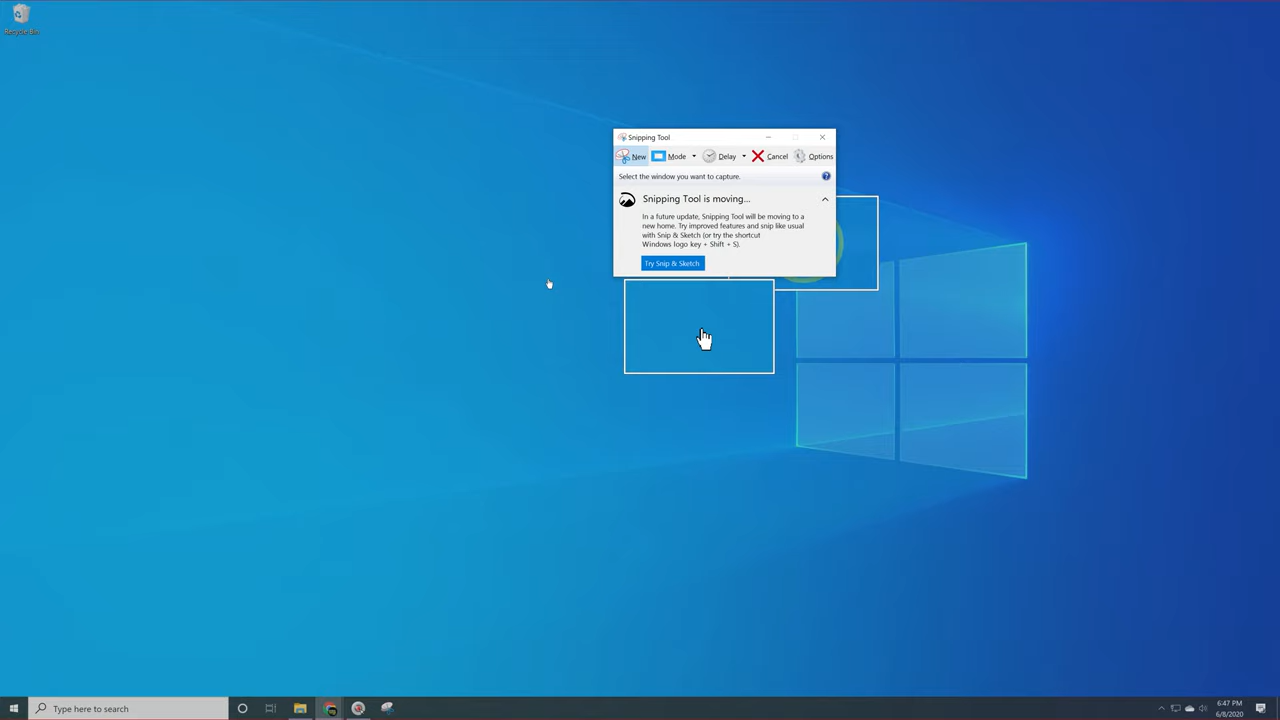 Recycle Bin
Snipping Tool
New Mode Delay Cancel Options
Select the window you want to capture.
Snipping Tool is moving...
In a future update, Snipping Tool will be moving to a
new home. Try improved features and snip like usual
with Snip & Sketch (or try the shortcut
Windows logo key + Shift + S).
Try Snip & Sketch
Type here to search
6:47 PM
6/8/2020